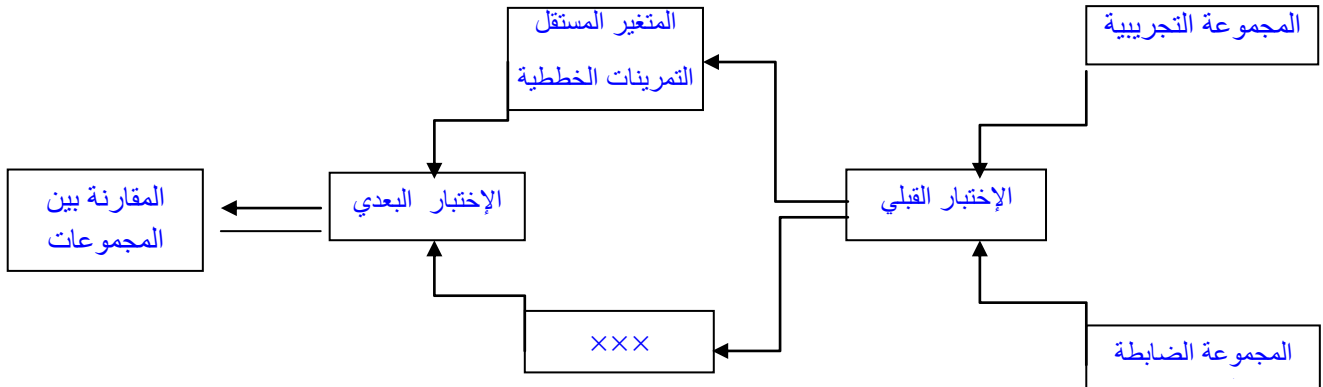 المجموعة التجريبية
المتغير المستقل
التمرينات الخططية
الإختبار القبلي
الإختبار البعدي
المقارنة بين
المجموعات
×××
المجموعة الضابطة